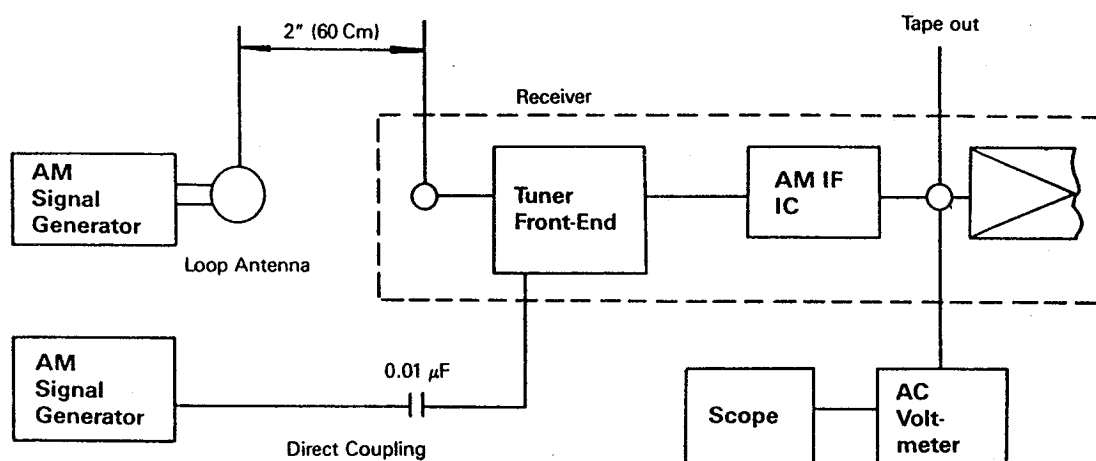 2" (60 Cm)
Tape out
Receiver
AM
Signal
Generator
Loop Antenna
Tuner
Front-End
AM IF
IC
AM
Signal
Generator
0.01 μF
Direct Coupling
Scope
AC
Volt-
meter